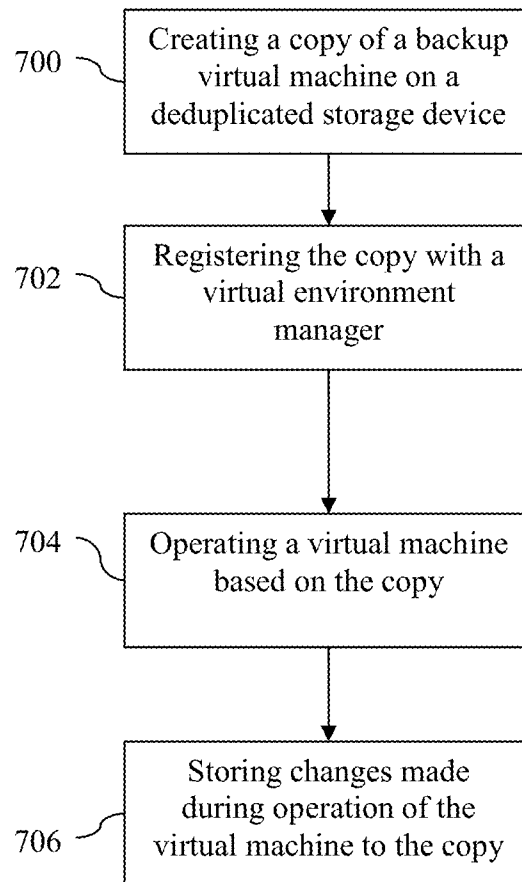 700
Creating a copy of a backup
virtual machine on a
deduplicated storage device
702
Registering the copy with a
virtual environment
manager
704
Operating a virtual machine
based on the copy
706
Storing changes made
during operation of the
virtual machine to the copy